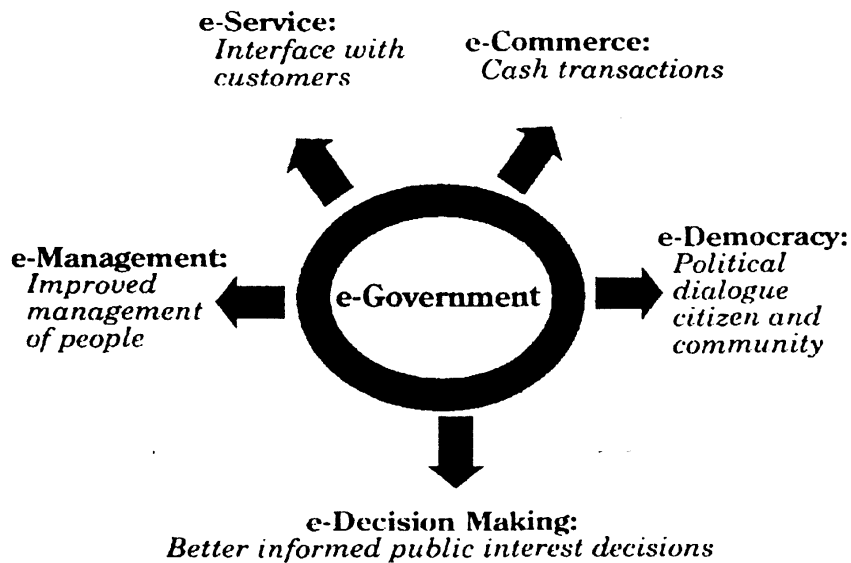 e-Service:
Interface with
customers
e-Commerce:
Cash transactions
e-Management:
Improved
management
of people
e-Government
e-Democracy:
Political
dialogue
citizen and
community
e-Decision Making:
Better informed public interest decisions